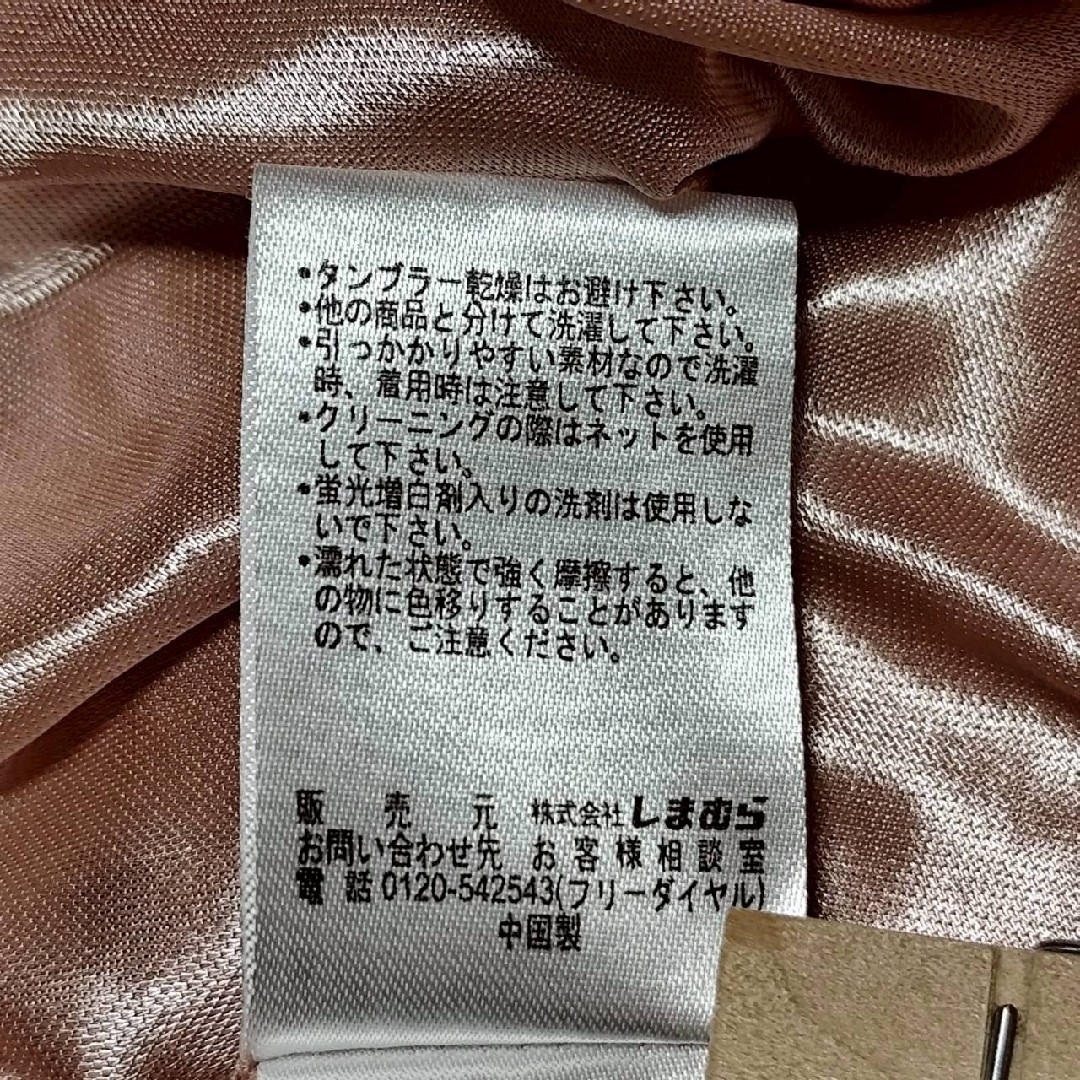 ・タンブラー乾燥はお避け下さい。
・他の商品と分けて洗濯して下さい。
・引っかかりやすい素材なので洗濯
時、着用時は注意して下さい。
・クリーニングの際はネットを使用
して下さい。
・蛍光増白剤入りの洗剤は使用しな
いで下さい。
・濡れた状態で強く摩擦すると、他
の物に色移りすることがあります
ので、ご注意ください。
販売元 株式会社しまむら
お問い合わせ先 お客様相談室
電話 0120-542543(フリーダイヤル)
中国製